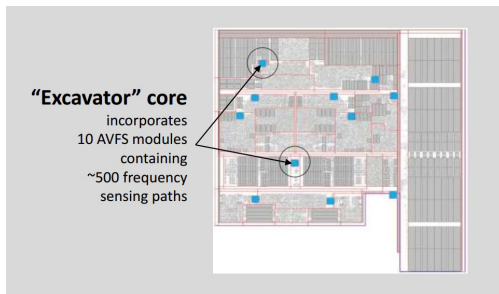 “Excavator” core
incorporates
10 AVFS modules
containing
~500 frequency
sensing paths